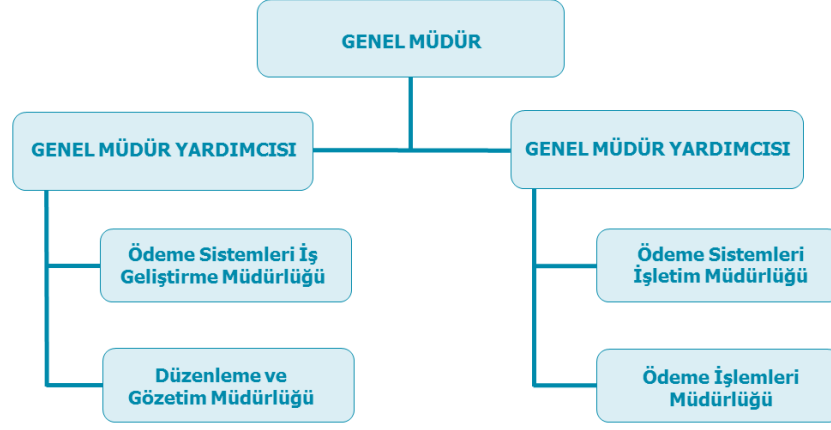 GENEL MÜDÜR
GENEL MÜDÜR YARDIMCISI
GENEL MÜDÜR YARDIMCISI
Ödeme Sistemleri İş
Geliştirme Müdürlüğü
Düzenleme ve
Gözetim Müdürlüğü
Ödeme Sistemleri
İşletim Müdürlüğü
Ödeme İşlemleri
Müdürlüğü